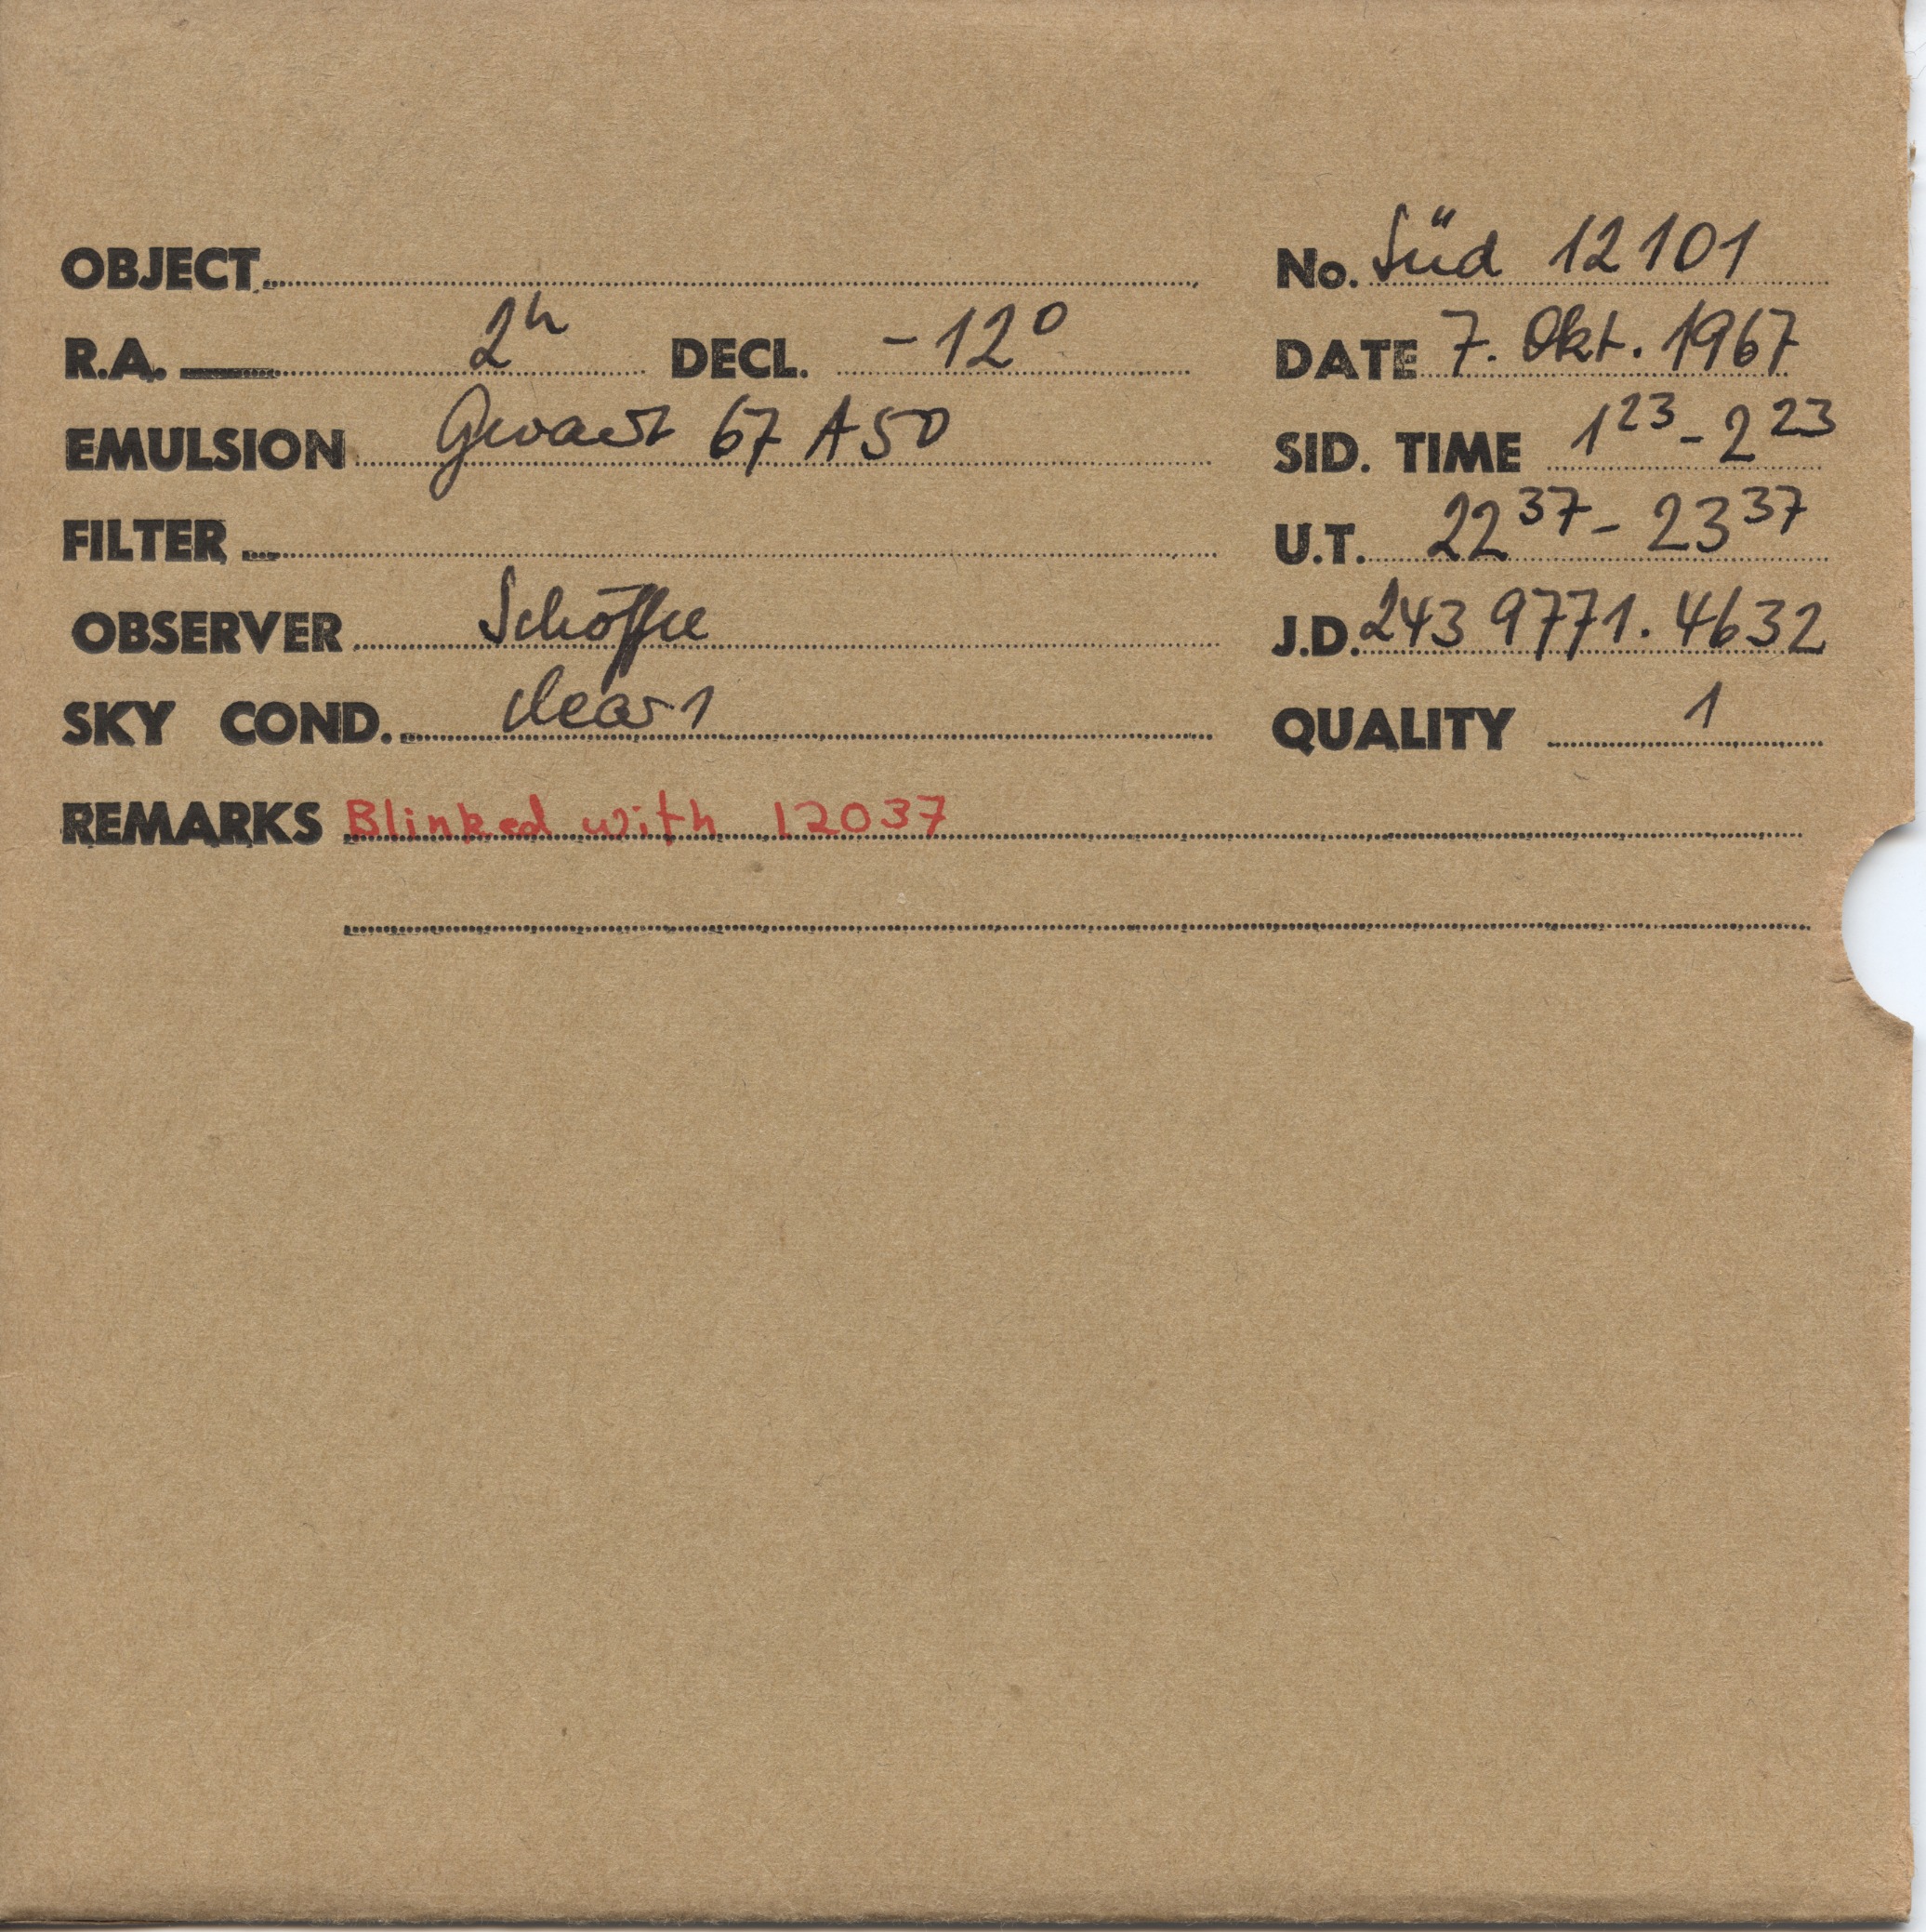 OBJECT No. Süd 12101
R.A. 2h DECL. -12° DATE 7. Okt. 1967
EMULSION Gevaert 67 A 50 SID. TIME 1 23 - 2 23
FILTER U.T. 22 37 - 23 37
OBSERVER J.D. 243 9771.4632
SKY COND. clear 1 QUALITY 1
REMARKS Blinked with 12037